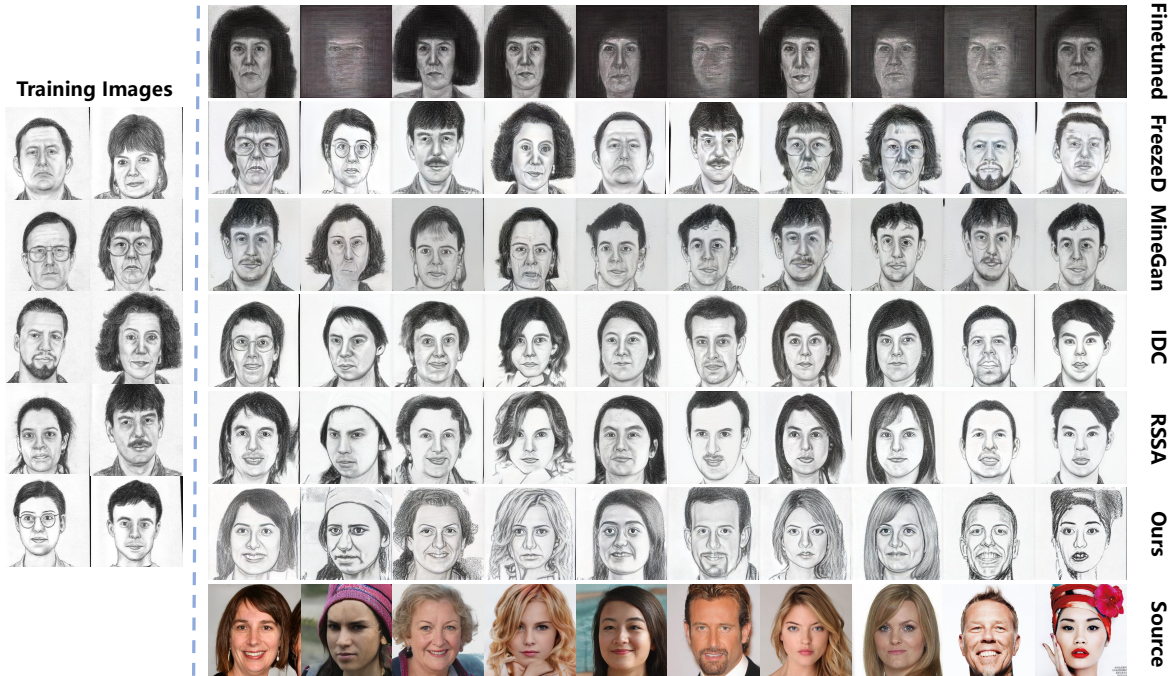 Training Images
Finetuned
FreezeD
MineGan
IDC
RSSA
Ours
Source